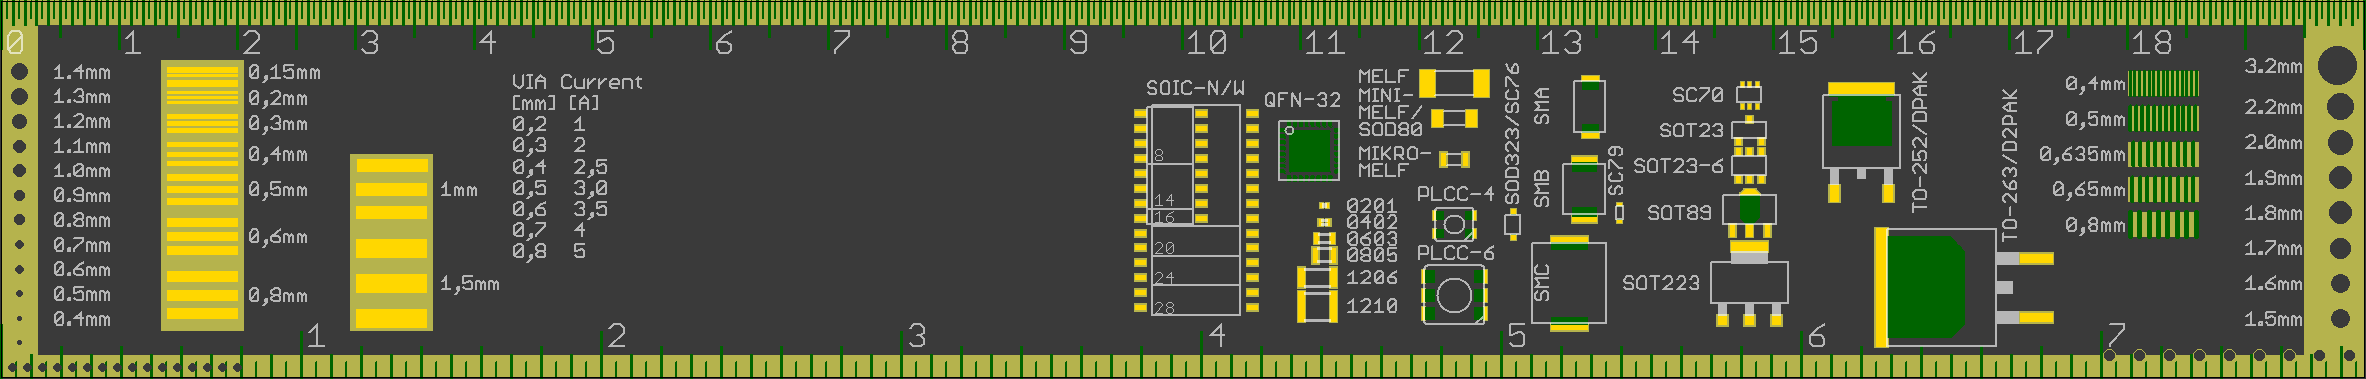 0 1 2 3 4 5 6 7 8 9 10 11 12 13 14 15 16 17 18
1.4mm
1.3mm
1.2mm
1.1mm
1.0mm
0.9mm
0.8mm
0.7mm
0.6mm
0.5mm
0.4mm
0,15mm
0,2mm
0,3mm
0,4mm
0,5mm
0,6mm
0,8mm
1mm
1,5mm
VIA Current
[mm] [A]
0,2 1
0,3 2
0,4 2,5
0,5 3,0
0,6 3,5
0,7 4
0,8 5
SOIC-N/W
8
14
16
20
24
28
QFN-32
0201
0402
0603
0805
1206
1210
MELF
MINI-
MELF/
SOD80
MIKRO-
MELF
PLCC-4
PLCC-6
SOD323/SC76
SMA
SMB
SMC
SC79
SC70
SOT23
SOT23-6
SOT89
SOT223
TO-252/DPAK
TO-263/D2PAK
0,4mm
0,5mm
0,635mm
0,65mm
0,8mm
3.2mm
2.2mm
2.0mm
1.9mm
1.8mm
1.7mm
1.6mm
1.5mm
1 2 3 4 5 6 7